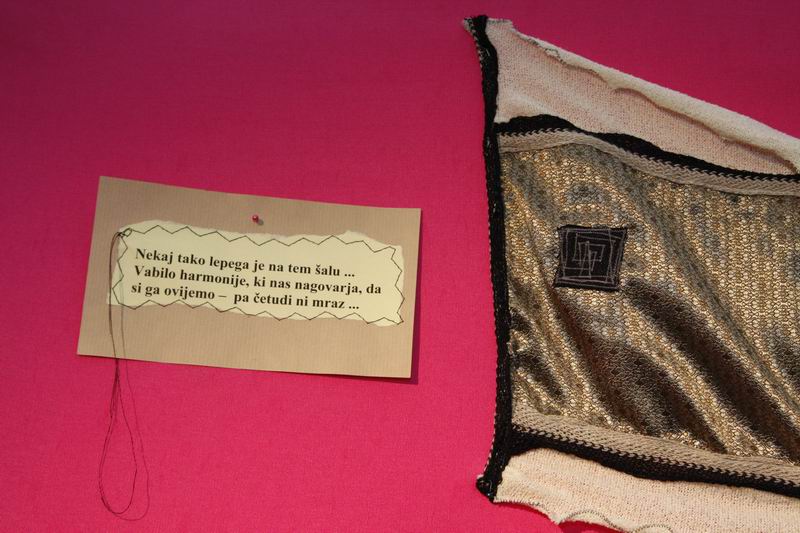 Nekaj tako lepega je na tem šalu ...
Vabilo harmonije, ki nas nagovarja, da
si ga ovijemo – pa četudi ni mraz ...